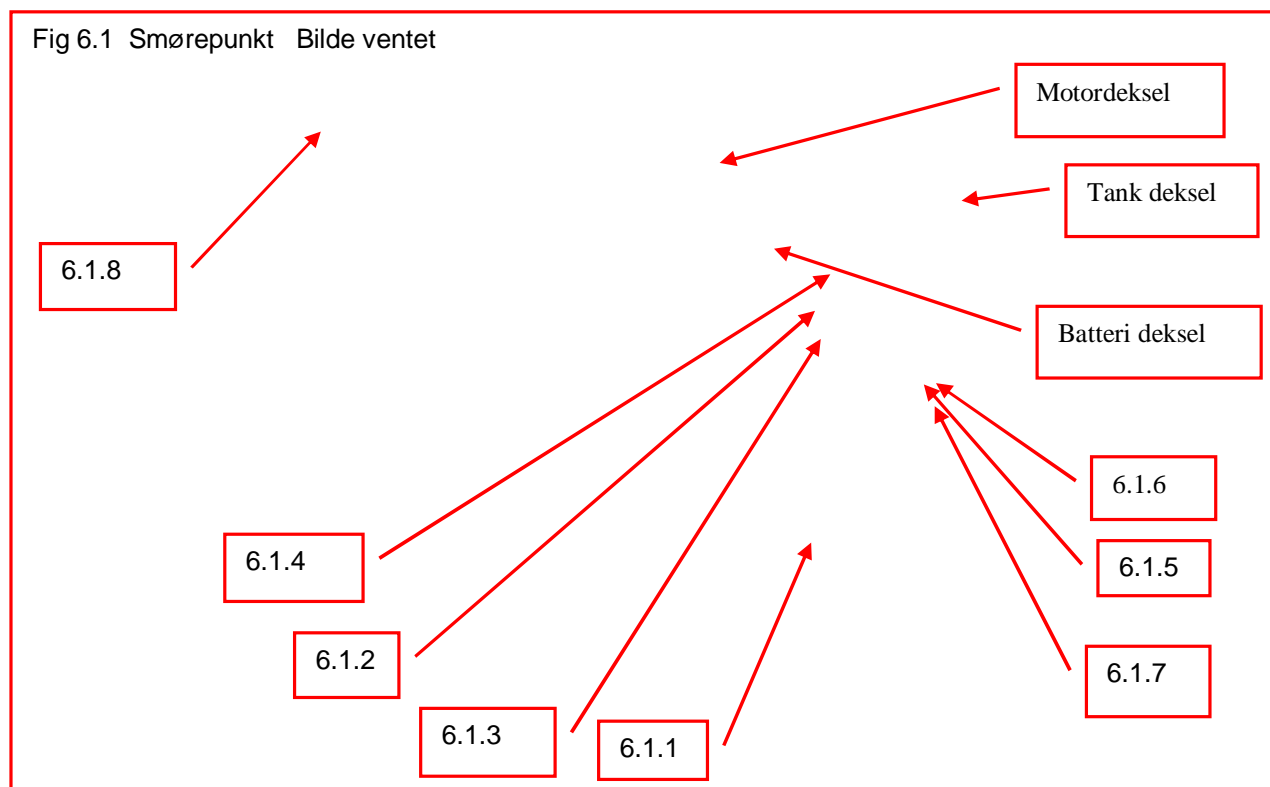 Fig 6.1 Smørepunkt Bilde ventet
Motordeksel
Tank deksel
6.1.8
Batteri deksel
6.1.6
6.1.4
6.1.5
6.1.2
6.1.7
6.1.3
6.1.1